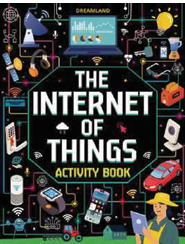 DREAMLAND
THE
INTERNET
OF
THINGS
ACTIVITY BOOK